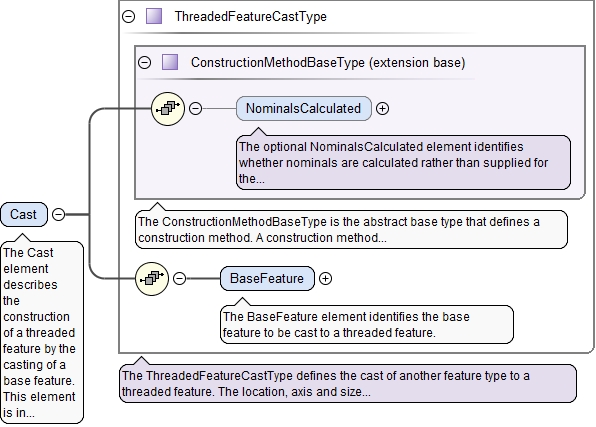 ThreadedFeatureCastType
ConstructionMethodBaseType (extension base)
NominalsCalculated
The optional NominalsCalculated element identifies
whether nominals are calculated rather than supplied for
the...
The ConstructionMethodBaseType is the abstract base type that defines a
construction method. A construction method...
Cast
The Cast
element
describes
the
construction
of a threaded
feature by the
casting of a
base feature.
This element
is in...
BaseFeature
The BaseFeature element identifies the base
feature to be cast to a threaded feature.
The ThreadedFeatureCastType defines the cast of another feature type to a
threaded feature. The location, axis and size...